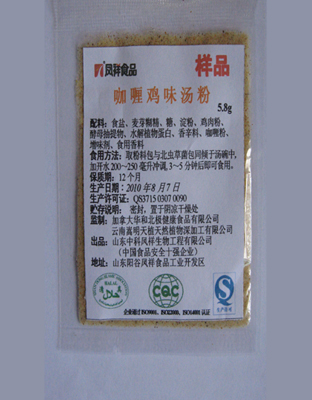 凤祥食品
样品
咖喱鸡味汤粉
5.8g
配料：食盐、麦芽糊精、糖、淀粉、鸡肉粉、
酵母抽提物、水解植物蛋白、香辛料、咖喱粉、
增味剂、食用香料
食用方法：取粉料包与北虫草菌包同倾于汤碗中，
加开水200~250毫升冲调，3~5分钟后即可食用。
保质期：12个月
生产日期：2010年8月7日
生产许可证：QS3715 0307 0090
贮存说明：密封，置于阴凉干燥处
监制：加拿大华和北极健康食品有限公司
云南嵩明天植天然植物深加工有限公司
出品：山东中科凤祥生物工程有限公司
（中国食品安全十强企业）
地址：山东阳谷凤祥食品工业开发区
HALAL
CQC
QS
企业已通过ISO9001、ISO22000、ISO14001认证